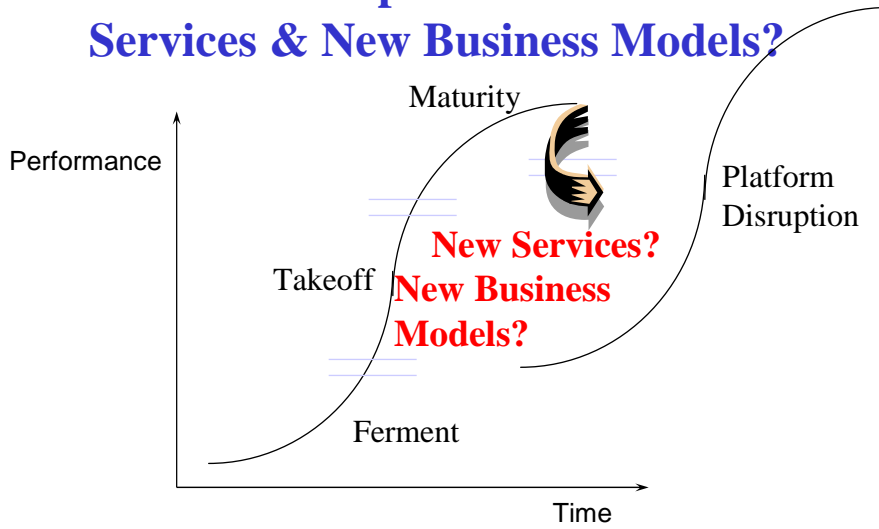 Services & New Business Models?
Maturity
Performance
Platform
Disruption
New Services?
Takeoff
New Business
Models?
Ferment
Time